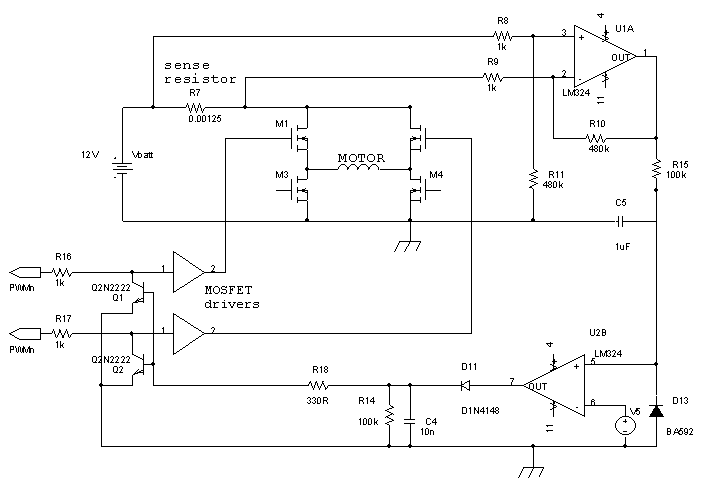 4
R8
U1A
3
+
1k
OUT
1
sense
resistor
R9
2
-
1k
LM324
11
R7
0.00125
R10
480k
M1
12V
Vbatt
MOTOR
R15
100k
M3
M4
R11
480k
C5
1uF
R16
1
2
PWMn
1k
Q2N2222
Q1
MOSFET
drivers
R17
1
2
PWMn
1k
Q2N2222
Q2
U2B
4
LM324
R18
D11
7
OUT
+
5
330R
R14
100k
C4
10n
D1N4148
11
-
6
V5
+
-
D13
BA592